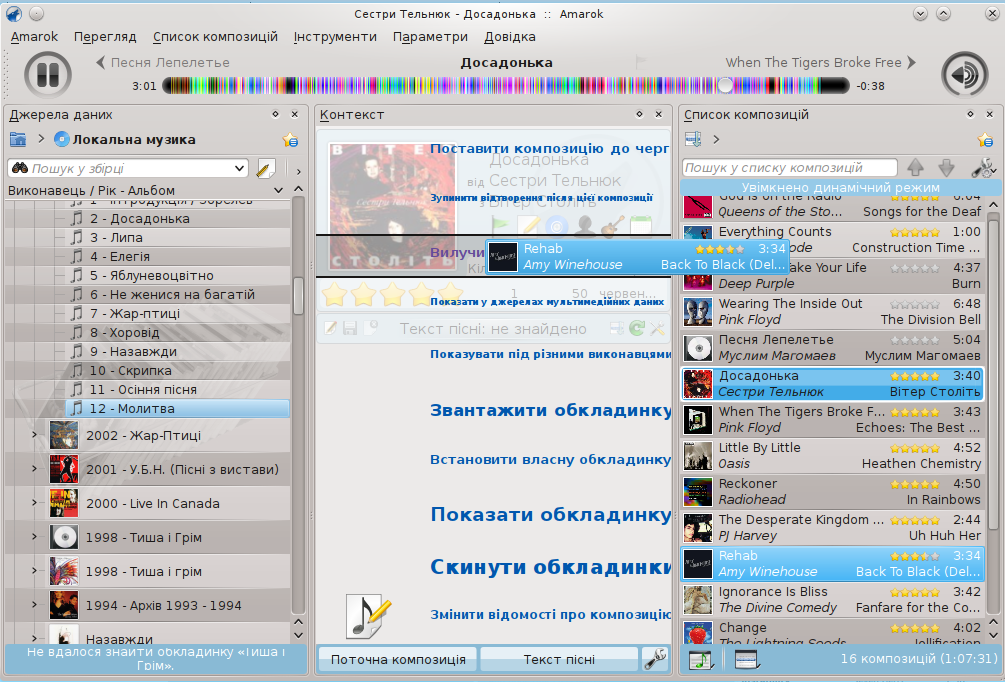 Сестри Тельнюк - Досадонька :: Amarok
Amarok Перегляд Список композицій Інструменти Параметри Довідка
Песня Лепелетье
Досадонька
When The Tigers Broke Free
3:01
-0:38
Джерела даних
Локальна музика
Пошук у збірці
Виконавець / Рік - Альбом
2 - Досадонька
3 - Липа
4 - Елегія
5 - Яблуневоцвітно
6 - Не женися на багатій
7 - Жар-птиці
8 - Хоровід
9 - Назавжди
10 - Скрипка
11 - Осіння пісня
12 - Молитва
2002 - Жар-Птиці
2001 - У.Б.Н. (Пісні з вистави)
2000 - Live In Canada
1998 - Тиша і Грім
1998 - Тиша і грім
1994 - Архів 1993 - 1994
Назавжди
Не вдалося знайти обкладинку «Тиша і
Грім».
Контекст
Поставити композицію до черг
Досадонька
від Сестри Тельнюк
Зупинити відтворення після цієї композиції
з Вітер Століть
ВІТЕР
СТОЛІТЬ
Вилучи
Rehab 3:34
Amy Winehouse Back To Black (Del...
1 50 червен...
Показати у джерелах мультимедійних даних
Текст пісні: не знайдено
Показувати під різними виконавцями
Звантажити обкладинку
Встановити власну обкладинку
Показати обкладинку
Скинути обкладинки
Змінити відомості про композицію
Поточна композиція
Текст пісні
Список композицій
Пошук у списку композицій
Увімкнено динамічний режим
God Is on the Radio 6:04
Queens of the Sto... Songs for the Deaf
Everything Counts 1:00
ode Construction Time ...
ake Your Life 4:37
Deep Purple Burn
Wearing The Inside Out 6:48
Pink Floyd The Division Bell
Песня Лепелетье 5:04
Муслим Магомаев Муслим Магомаев
Досадонька 3:40
Сестри Тельнюк Вітер Століть
When The Tigers Broke F... 3:43
Pink Floyd Echoes: The Best ...
Little By Little 4:52
Oasis Heathen Chemistry
Reckoner 4:50
Radiohead In Rainbows
The Desperate Kingdom ... 2:44
PJ Harvey Uh Huh Her
Rehab 3:34
Amy Winehouse Back To Black (Del...
Ignorance Is Bliss 3:42
The Divine Comedy Fanfare for the Co...
Change 4:02
The Lightning Seeds Jollification
16 композицій (1:07:31)